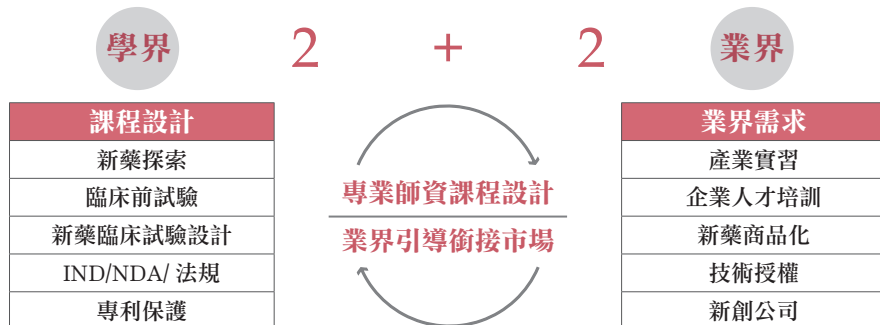 學界 2 + 2 業界
課程設計
新藥探索
臨床前試驗
新藥臨床試驗設計
IND/NDA/ 法規
專利保護
專業師資課程設計
業界引導銜接市場
業界需求
產業實習
企業人才培訓
新藥商品化
技術授權
新創公司